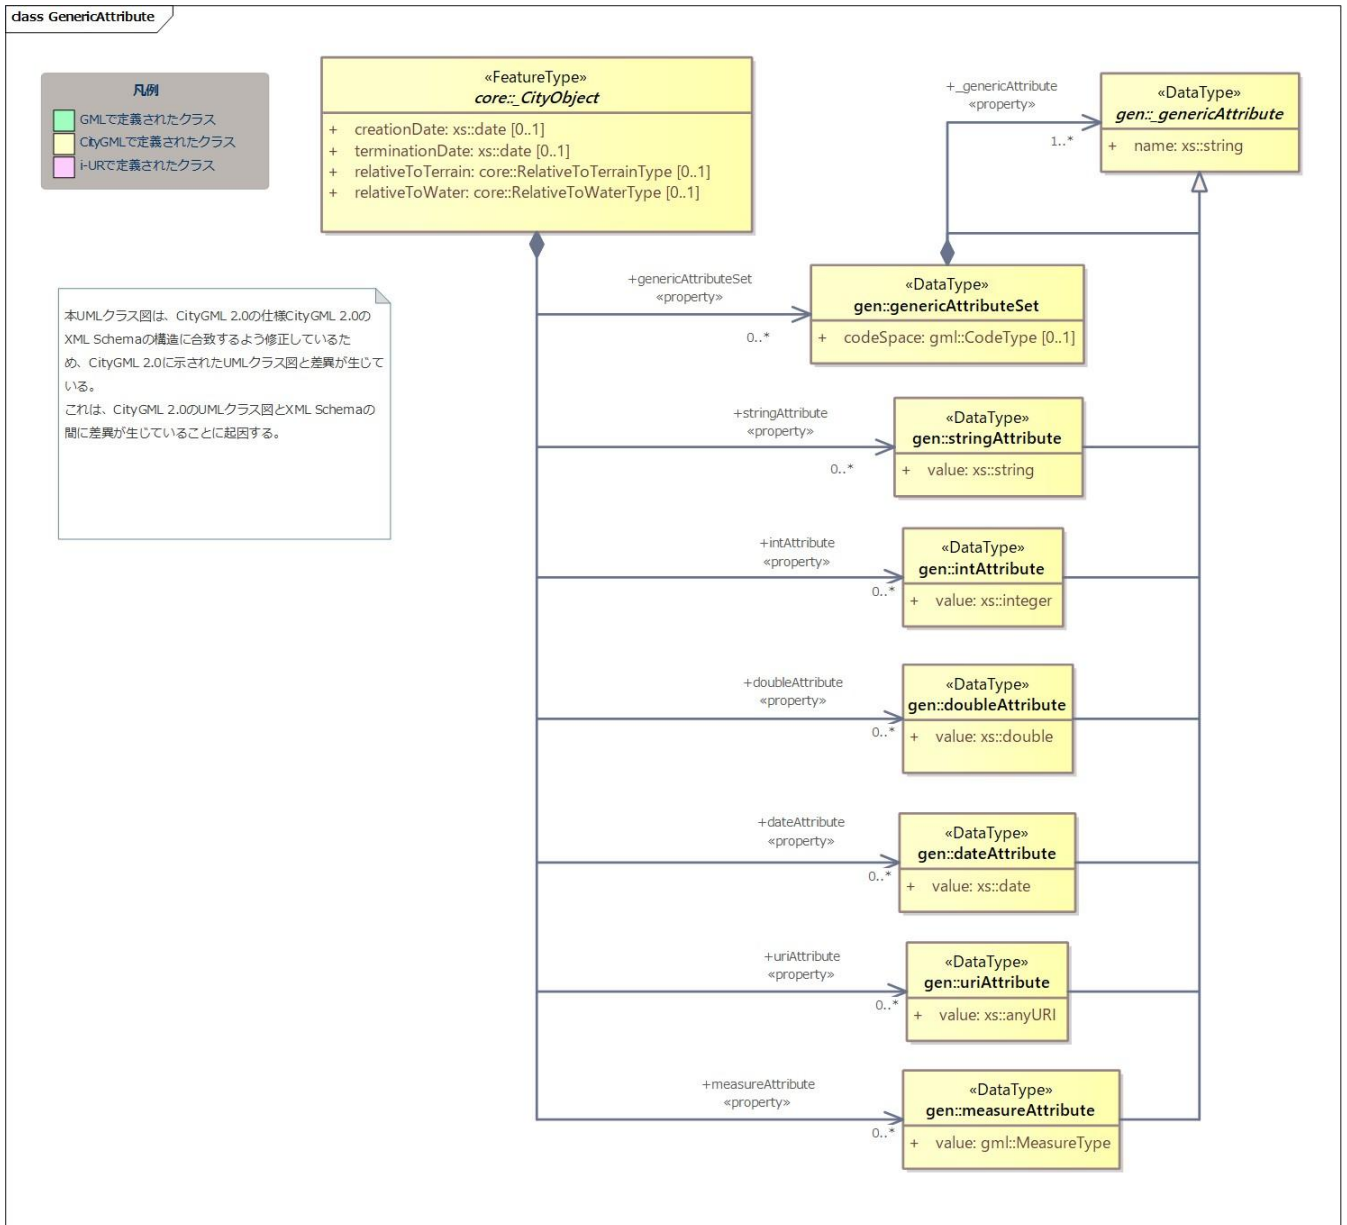 class GenericAttribute
凡例
GMLで定義されたクラス
CityGMLで定義されたクラス
i-URで定義されたクラス
«FeatureType»
core::_CityObject
+ creationDate: xs::date [0..1]
+ terminationDate: xs::date [0..1]
+ relativeToTerrain: core::RelativeToTerrainType [0..1]
+ relativeToWater: core::RelativeToWaterType [0..1]
+_genericAttribute
«property»
1..*
«DataType»
gen::_genericAttribute
+ name: xs::string
本UMLクラス図は、CityGML 2.0の仕様CityGML 2.0の
XML Schemaの構造に合致するよう修正しているた
め、CityGML 2.0に示されたUMLクラス図と差異が生じて
いる。
これは、CityGML 2.0のUMLクラス図とXML Schemaの
間に差異が生じていることに起因する。
+genericAttributeSet
«property»
0..*
«DataType»
gen::genericAttributeSet
+ codeSpace: gml::CodeType [0..1]
+stringAttribute
«property»
0..*
«DataType»
gen::stringAttribute
+ value: xs::string
+intAttribute
«property»
0..*
«DataType»
gen::intAttribute
+ value: xs::integer
+doubleAttribute
«property»
0..*
«DataType»
gen::doubleAttribute
+ value: xs::double
+dateAttribute
«property»
0..*
«DataType»
gen::dateAttribute
+ value: xs::date
+uriAttribute
«property»
0..*
«DataType»
gen::uriAttribute
+ value: xs::anyURI
+measureAttribute
«property»
0..*
«DataType»
gen::measureAttribute
+ value: gml::MeasureType